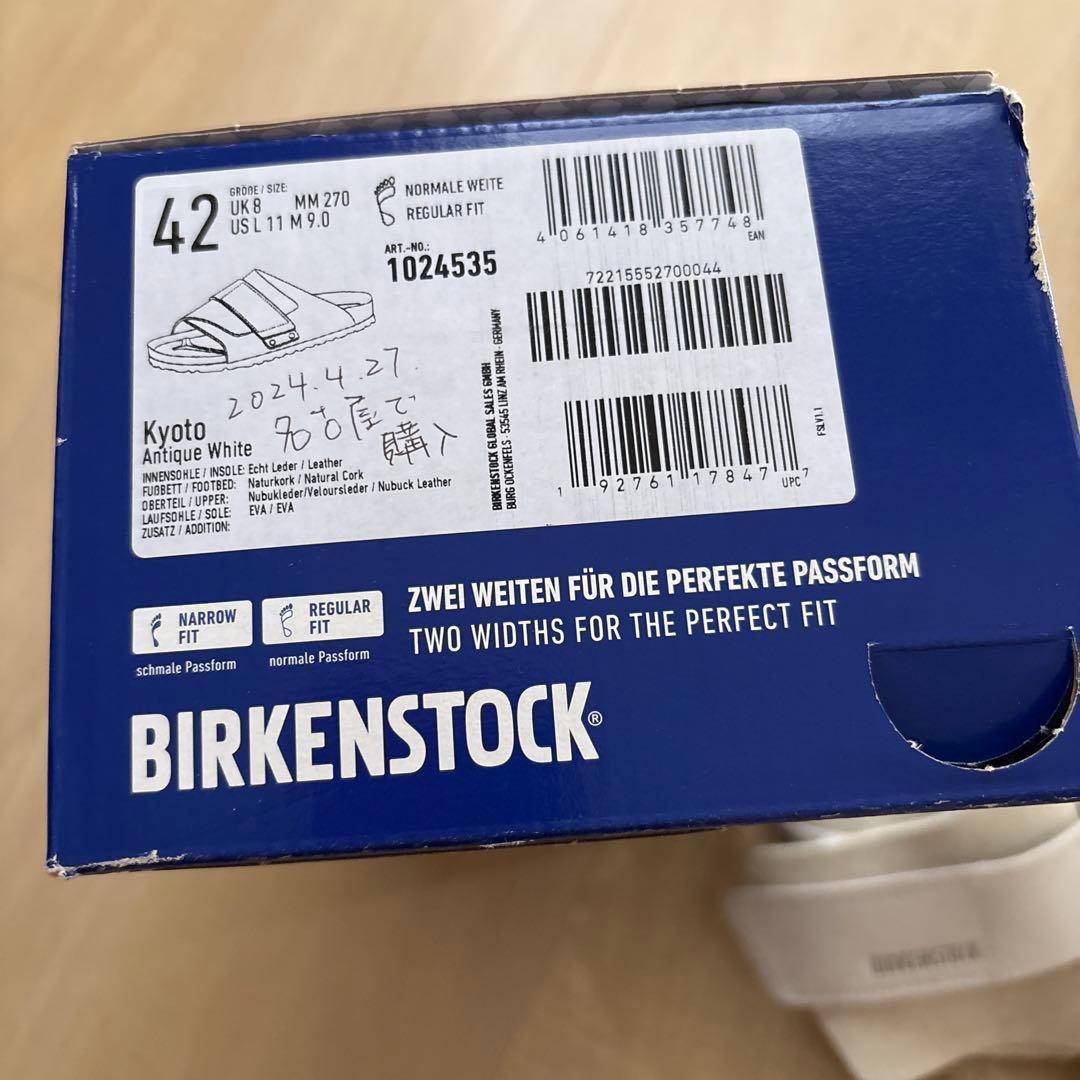 42
GRÖßE / SIZE:
UK 8 MM 270
US L 11 M 9.0
NORMALE WEITE
REGULAR FIT
ART.-NO.:
1024535
4 061418 357748
EAN
72215552700044
1 92761 17847 7
UPC
FSLV1.1
BIRKENSTOCK GLOBAL SALES GMBH
BURG OCKENFELS · 53545 LINZ AM RHEIN · GERMANY
2024.4.27.
名古屋で
購入
Kyoto
Antique White
INNENSOHLE / INSOLE: Echt Leder / Leather
FUßBETT / FOOTBED: Naturkork / Natural Cork
OBERTEIL / UPPER: Nubukleder/Veloursleder / Nubuck Leather
LAUFSOHLE / SOLE: EVA / EVA
ZUSATZ / ADDITION:
NARROW
FIT
schmale Passform
REGULAR
FIT
normale Passform
ZWEI WEITEN FÜR DIE PERFEKTE PASSFORM
TWO WIDTHS FOR THE PERFECT FIT
BIRKENSTOCK®